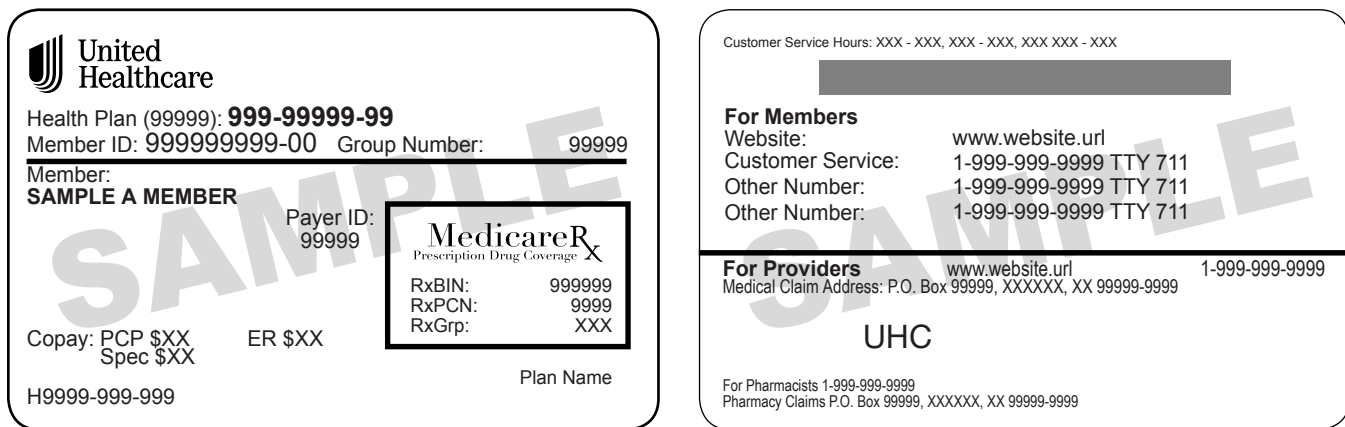 United
Healthcare
Health Plan (99999): 999-99999-99
Member ID: 999999999-00 Group Number: 99999
Member:
SAMPLE A MEMBER
Payer ID:
99999
MedicareRx
Prescription Drug Coverage
RxBIN: 999999
RxPCN: 9999
RxGrp: XXX
Copay: PCP $XX ER $XX
Spec $XX
Plan Name
H9999-999-999
SAMPLE
Customer Service Hours: XXX - XXX, XXX - XXX, XXX XXX - XXX
For Members
Website: www.website.url
Customer Service: 1-999-999-9999 TTY 711
Other Number: 1-999-999-9999 TTY 711
Other Number: 1-999-999-9999 TTY 711
For Providers www.website.url 1-999-999-9999
Medical Claim Address: P.O. Box 99999, XXXXXX, XX 99999-9999
UHC
For Pharmacists 1-999-999-9999
Pharmacy Claims P.O. Box 99999, XXXXXX, XX 99999-9999
SAMPLE